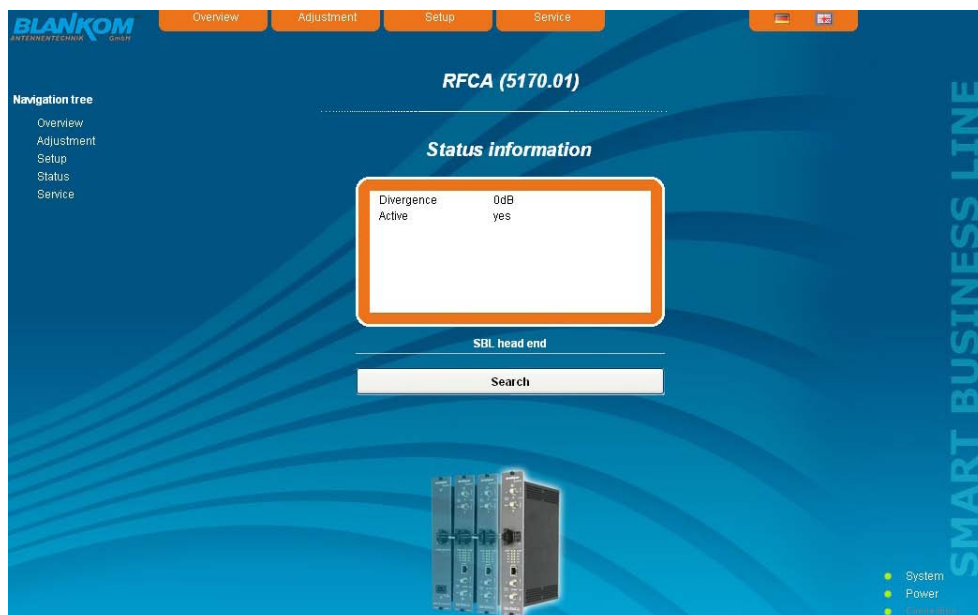 BLANKOM
ANTENNENTECHNIK GmbH
Overview Adjustment Setup Service
RFCA (5170.01)
Navigation tree
Overview
Adjustment
Setup
Status
Service
Status information
Divergence 0dB
Active yes
SBL head end
Search
SMART BUSINESS LINE
System
Power
Connection